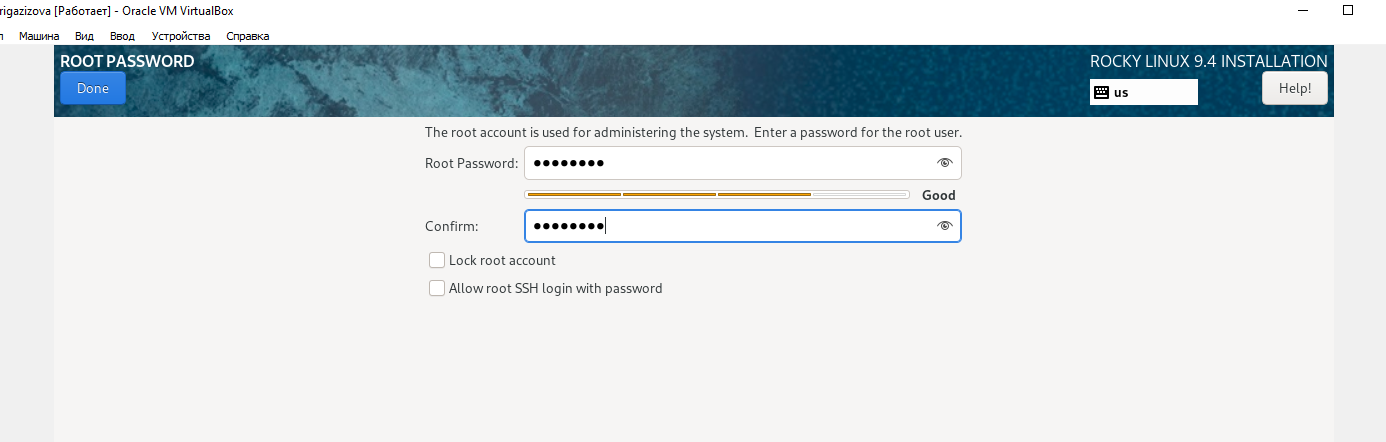 rigazizova [Работает] - Oracle VM VirtualBox
л Машина Вид Ввод Устройства Справка
ROOT PASSWORD
ROCKY LINUX 9.4 INSTALLATION
Done
us
Help!
The root account is used for administering the system. Enter a password for the root user.
Root Password: ●●●●●●●●
Good
Confirm: ●●●●●●●●
Lock root account
Allow root SSH login with password